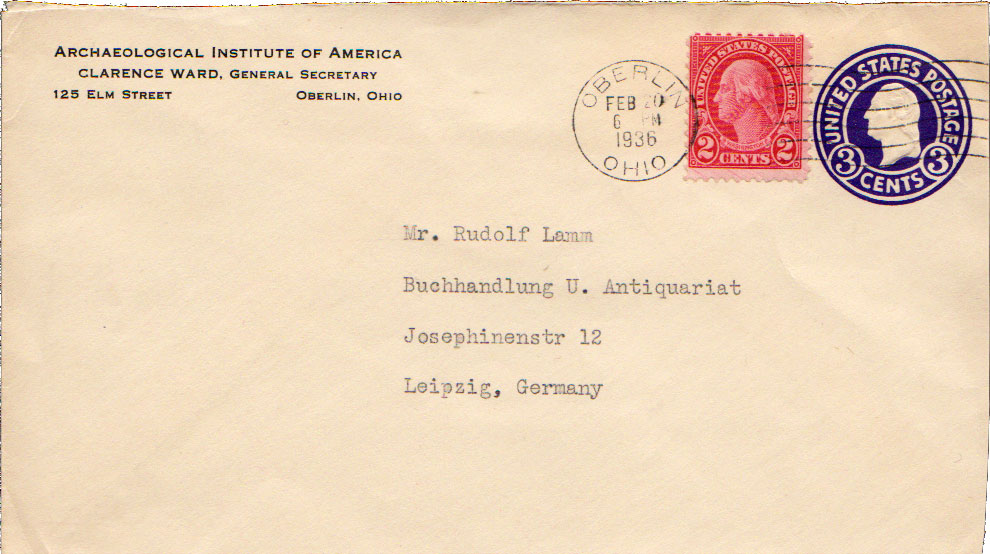 ARCHAEOLOGICAL INSTITUTE OF AMERICA
CLARENCE WARD, GENERAL SECRETARY
125 ELM STREET OBERLIN, OHIO
OBERLIN
FEB 20
6 PM
1936
OHIO
UNITED STATES POSTAGE
2 CENTS 2
UNITED STATES POSTAGE
3 CENTS 3
Mr. Rudolf Lamm
Buchhandlung U. Antiquariat
Josephinenstr 12
Leipzig, Germany